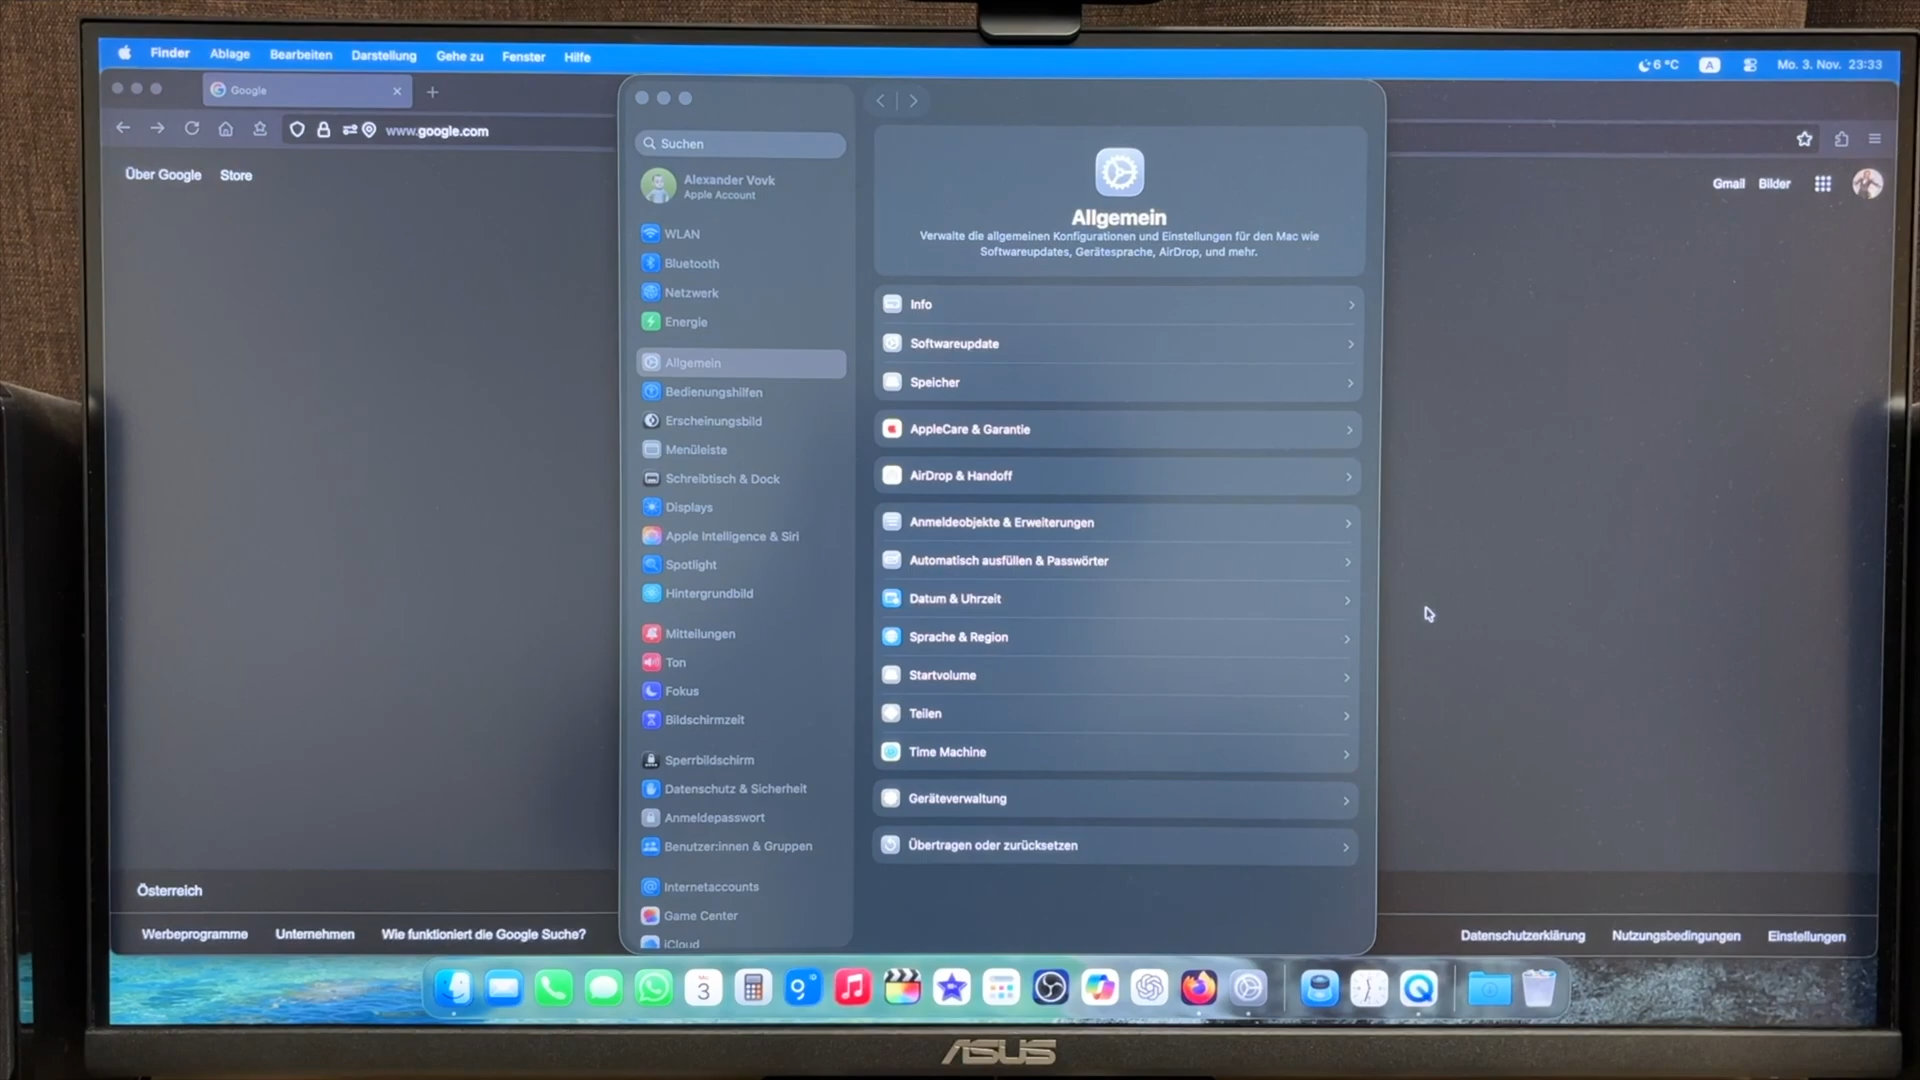 Finder Ablage Bearbeiten Darstellung Gehe zu Fenster Hilfe
6 °C A Mo. 3. Nov. 23:33
Google
www.google.com
Über Google Store
Gmail Bilder
Suchen
Alexander Vovk
Apple Account
WLAN
Bluetooth
Netzwerk
Energie
Allgemein
Bedienungshilfen
Erscheinungsbild
Menüleiste
Schreibtisch & Dock
Displays
Apple Intelligence & Siri
Spotlight
Hintergrundbild
Mitteilungen
Ton
Fokus
Bildschirmzeit
Sperrbildschirm
Datenschutz & Sicherheit
Anmeldepasswort
Benutzer:innen & Gruppen
Internetaccounts
Game Center
iCloud
Allgemein
Verwalte die allgemeinen Konfigurationen und Einstellungen für den Mac wie
Softwareupdates, Gerätesprache, AirDrop, und mehr.
Info
Softwareupdate
Speicher
AppleCare & Garantie
AirDrop & Handoff
Anmeldeobjekte & Erweiterungen
Automatisch ausfüllen & Passwörter
Datum & Uhrzeit
Sprache & Region
Startvolume
Teilen
Time Machine
Geräteverwaltung
Übertragen oder zurücksetzen
Österreich
Werbeprogramme Unternehmen Wie funktioniert die Google Suche?
Datenschutzerklärung Nutzungsbedingungen Einstellungen
3
ASUS